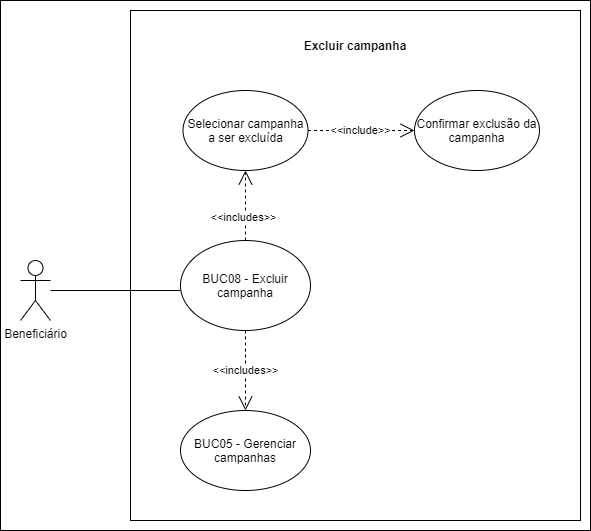 Excluir campanha
Selecionar campanha
a ser excluída
<<include>>
Confirmar exclusão da
campanha
<<includes>>
BUC08 - Excluir
campanha
Beneficiário
<<includes>>
BUC05 - Gerenciar
campanhas